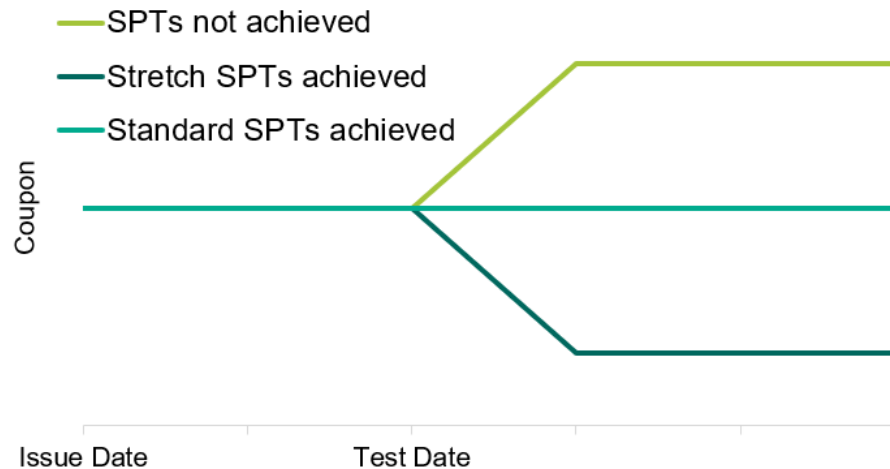 SPTs not achieved
Stretch SPTs achieved
Standard SPTs achieved
Coupon
Issue Date
Test Date